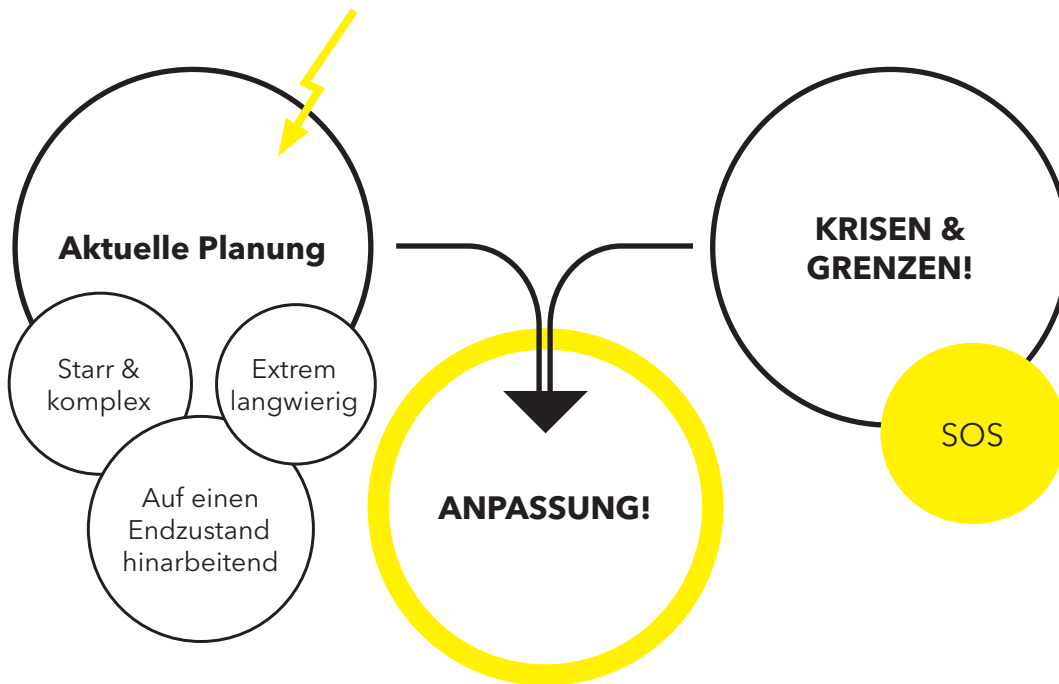 Aktuelle Planung
Starr &
komplex
Extrem
langwierig
Auf einen
Endzustand
hinarbeitend
ANPASSUNG!
KRISEN &
GRENZEN!
SOS